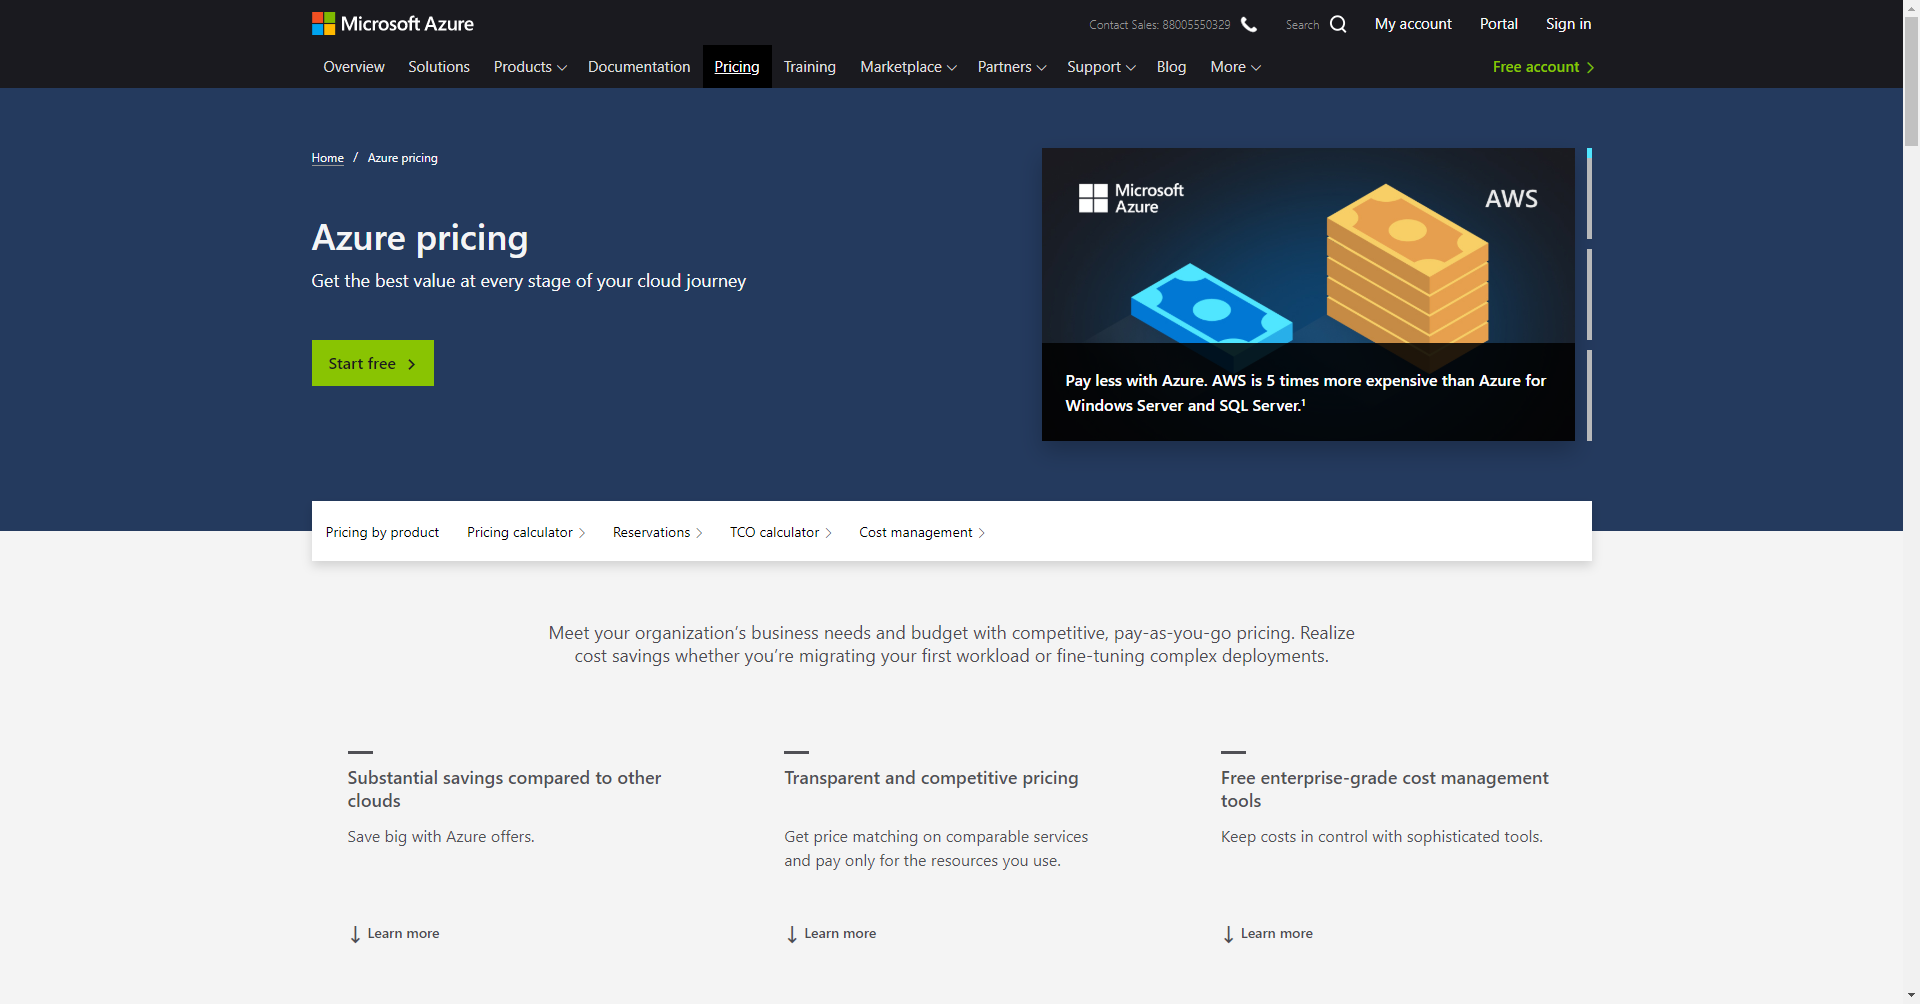 Microsoft Azure
Contact Sales: 88005550329
Search
My account
Portal
Sign in
Overview
Solutions
Products
Documentation
Pricing
Training
Marketplace
Partners
Support
Blog
More
Free account
Home / Azure pricing
Azure pricing
Get the best value at every stage of your cloud journey
Start free
Microsoft
Azure
AWS
Pay less with Azure. AWS is 5 times more expensive than Azure for
Windows Server and SQL Server.¹
Pricing by product
Pricing calculator
Reservations
TCO calculator
Cost management
Meet your organization’s business needs and budget with competitive, pay-as-you-go pricing. Realize
cost savings whether you’re migrating your first workload or fine-tuning complex deployments.
Substantial savings compared to other
clouds
Save big with Azure offers.
Learn more
Transparent and competitive pricing
Get price matching on comparable services
and pay only for the resources you use.
Learn more
Free enterprise-grade cost management
tools
Keep costs in control with sophisticated tools.
Learn more